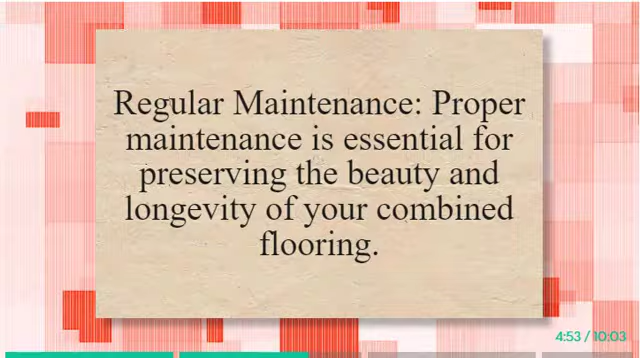 Regular Maintenance: Proper
maintenance is essential for
preserving the beauty and
longevity of your combined
flooring.
4:53 / 10:03